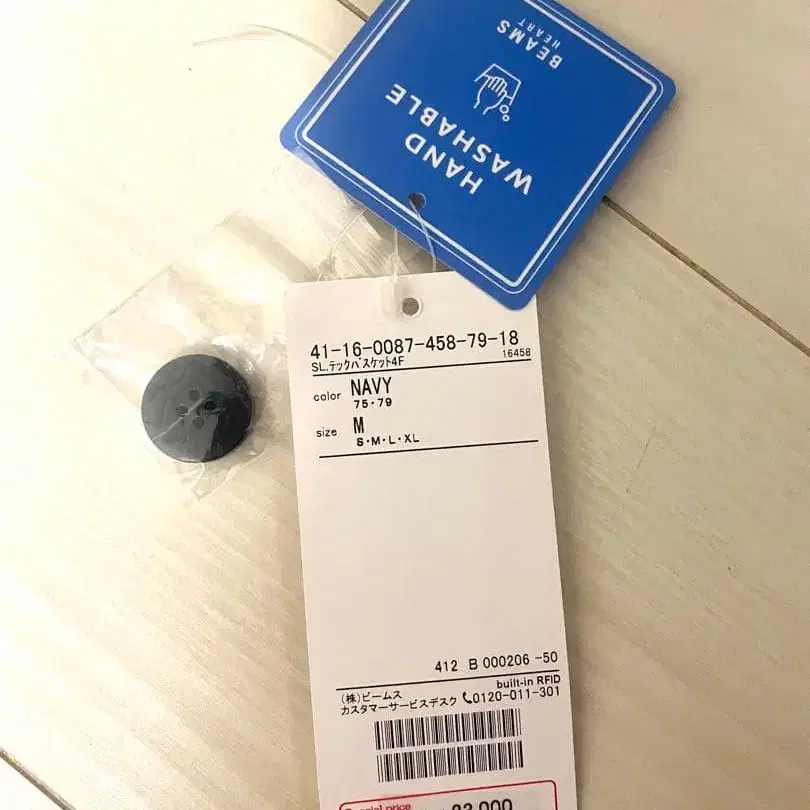 BEAMS
HEART
HAND
WASHABLE
41-16-0087-458-79-18
SL.テックバスケット4F 16458
color NAVY
75・79
size M
S・M・L・XL
412 B 000206 -50
built-in RFID
(株)ビームス
カスタマーサービスデスク 0120-011-301
Special price